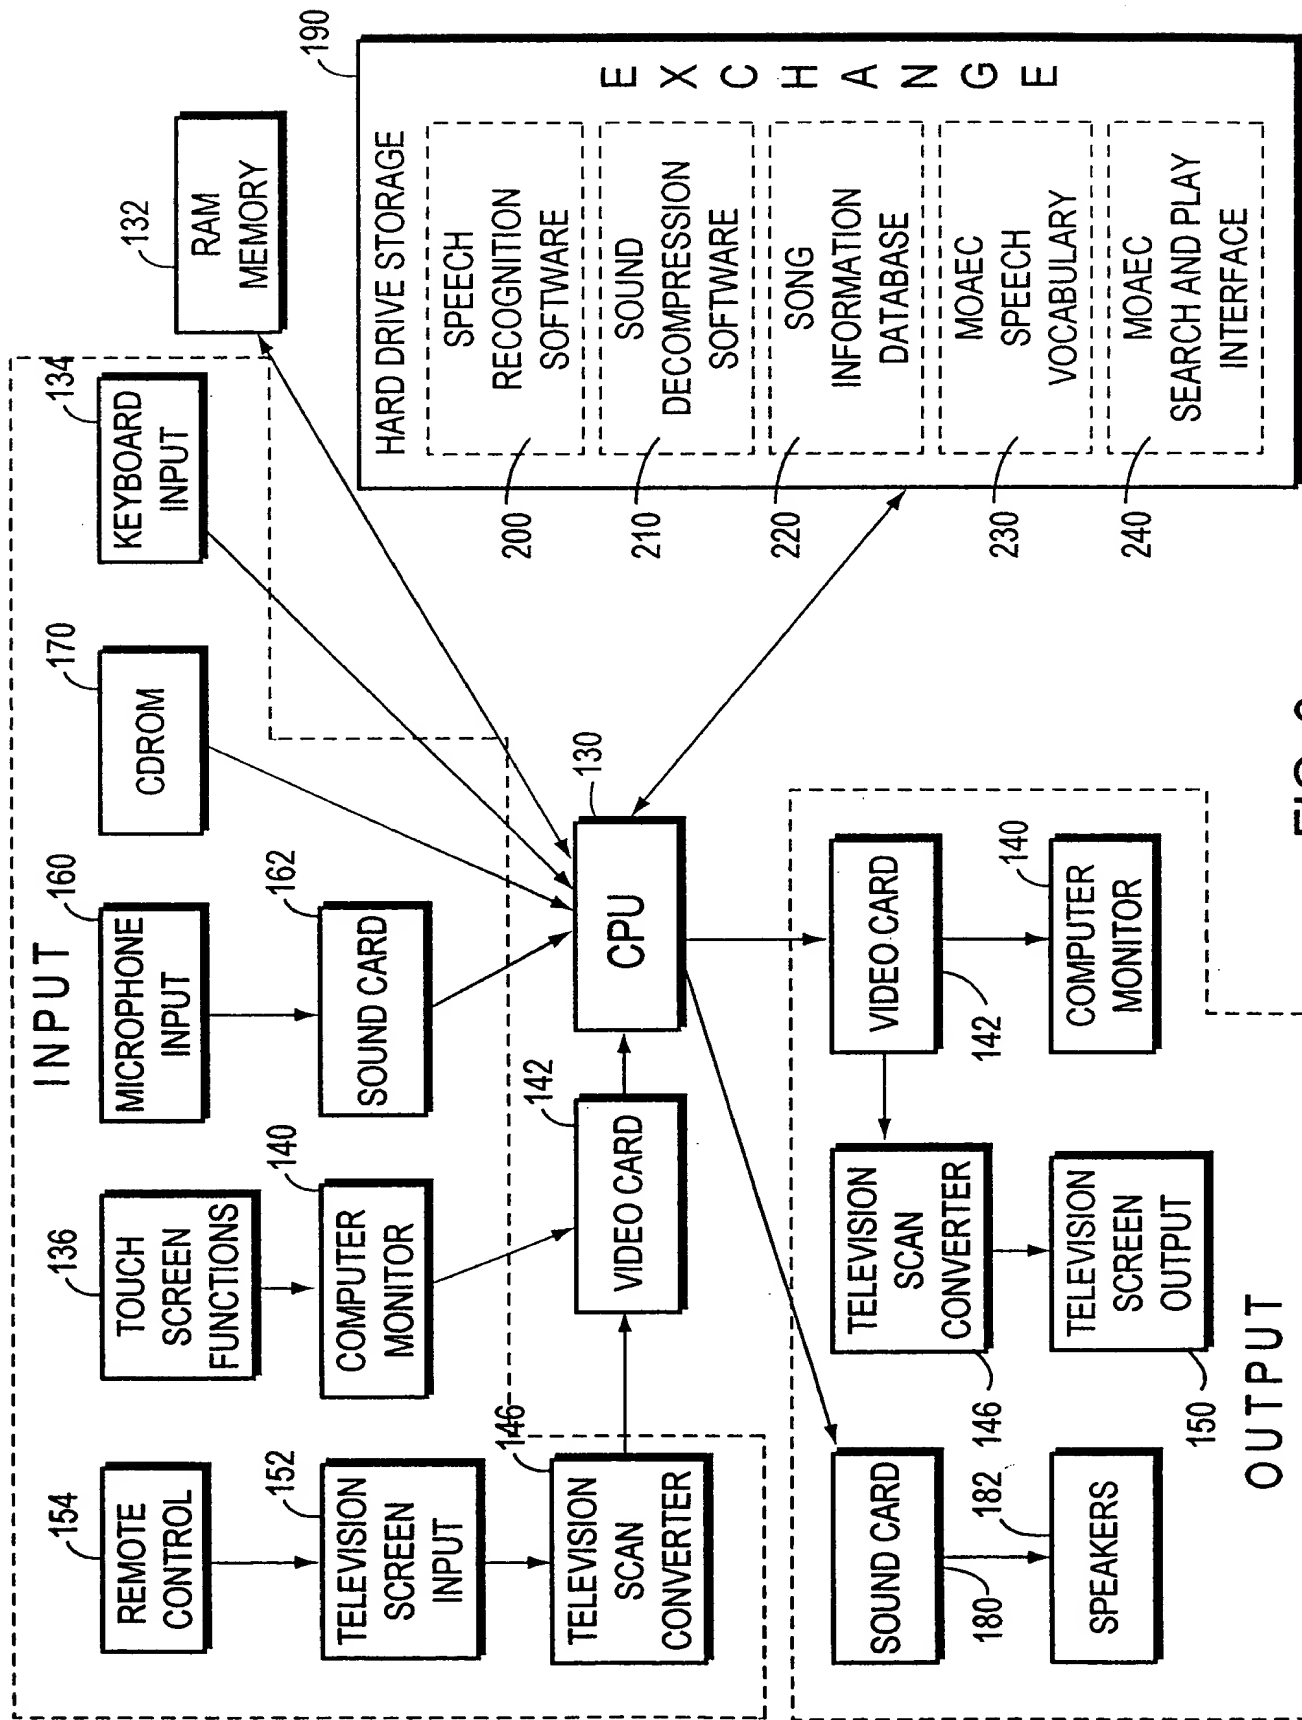 INPUT
154
REMOTE
CONTROL
136
TOUCH
SCREEN
FUNCTIONS
160
MICROPHONE
INPUT
170
CDROM
134
KEYBOARD
INPUT
132
RAM
MEMORY
152
TELEVISION
SCREEN
INPUT
140
COMPUTER
MONITOR
162
SOUND CARD
146
TELEVISION
SCAN
CONVERTER
142
VIDEO CARD
130
CPU
190
HARD DRIVE STORAGE
200
SPEECH
RECOGNITION
SOFTWARE
210
SOUND
DECOMPRESSION
SOFTWARE
220
SONG
INFORMATION
DATABASE
230
MOAEC
SPEECH
VOCABULARY
240
MOAEC
SEARCH AND PLAY
INTERFACE
EXCHANGE
SOUND CARD
180
182
SPEAKERS
TELEVISION
SCAN
CONVERTER
146
TELEVISION
SCREEN
OUTPUT
150
VIDEO CARD
142
140
COMPUTER
MONITOR
OUTPUT